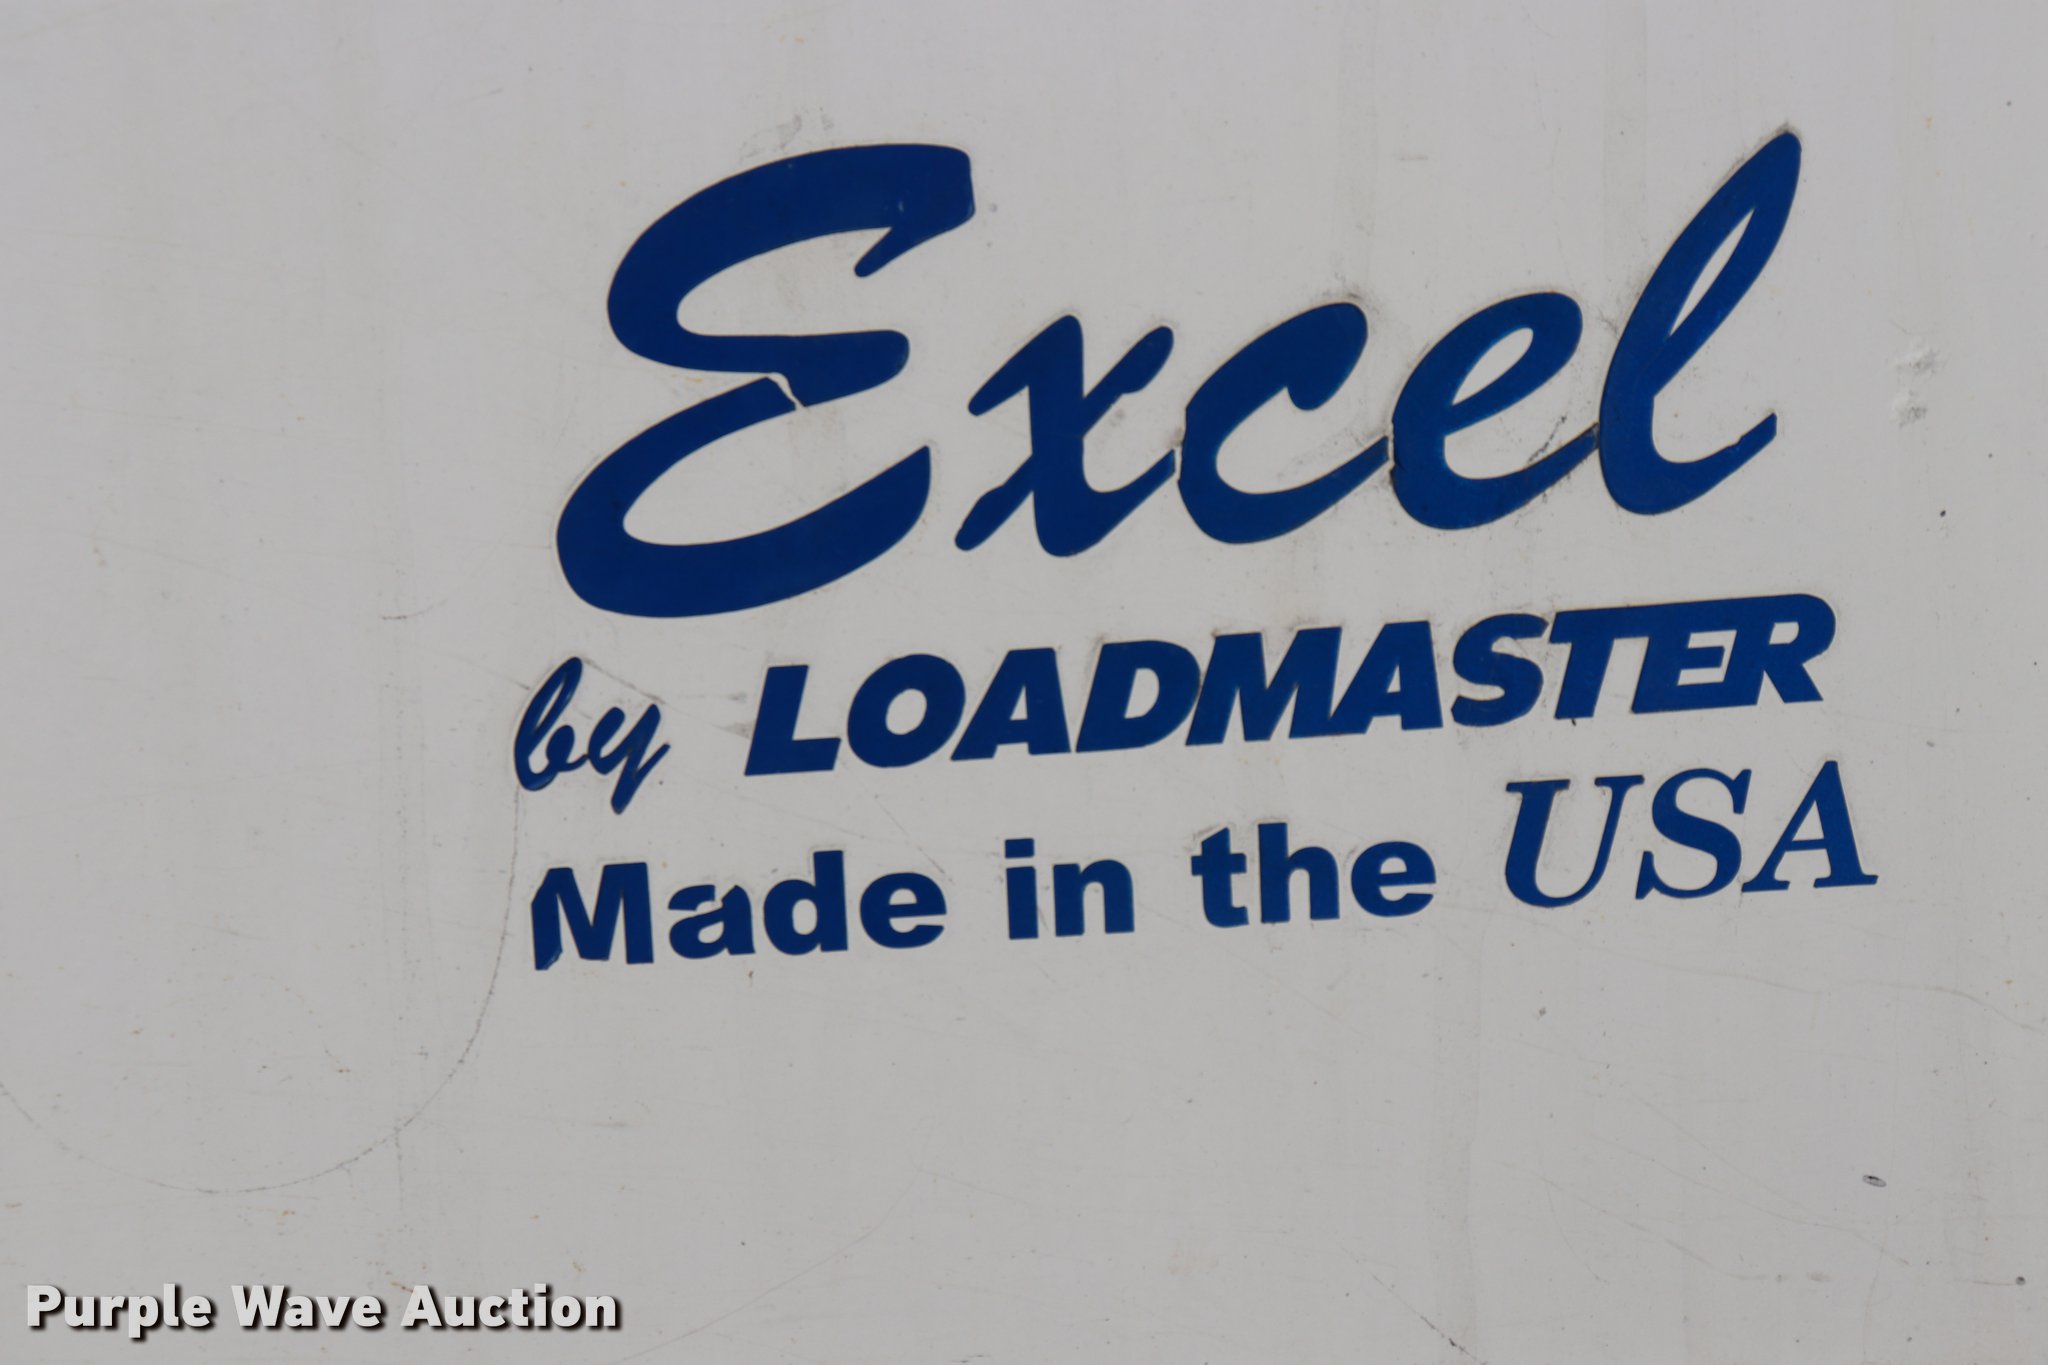 Excel
by LOADMASTER
Made in the USA
Purple Wave Auction